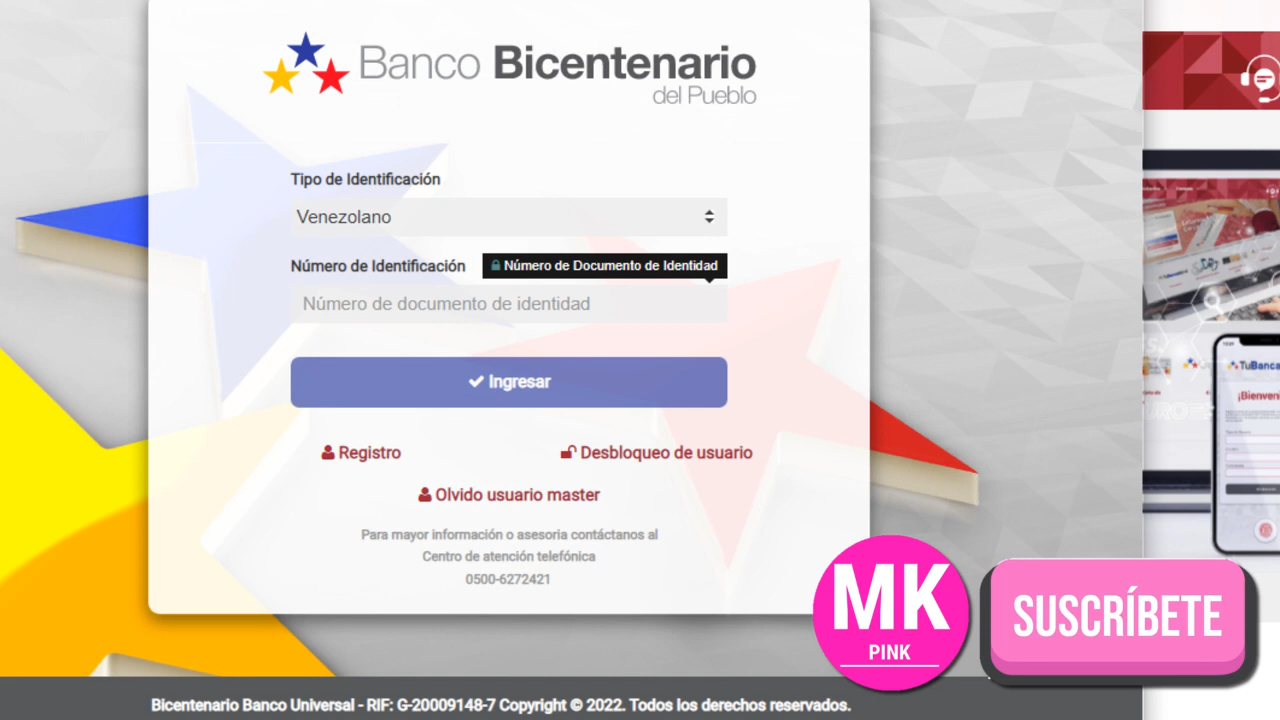 Banco Bicentenario
del Pueblo
Tipo de Identificación
Venezolano
Número de Identificación
Número de Documento de Identidad
Número de documento de identidad
Ingresar
Registro
Desbloqueo de usuario
Olvido usuario master
Para mayor información o asesoria contáctanos al
Centro de atención telefónica
0500-6272421
TuBanca
¡Bienveni
MK
PINK
SUSCRÍBETE
Bicentenario Banco Universal - RIF: G-20009148-7 Copyright © 2022. Todos los derechos reservados.